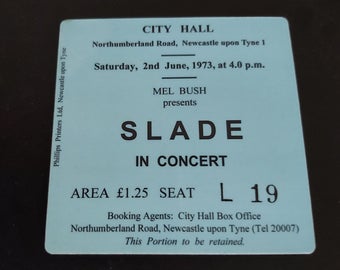 CITY HALL
Northumberland Road, Newcastle upon Tyne 1
Saturday, 2nd June, 1973, at 4.0 p.m.
MEL BUSH
presents
SLADE
IN CONCERT
AREA £1.25 SEAT L 19
Booking Agents: City Hall Box Office
Northumberland Road, Newcastle upon Tyne (Tel 20007)
This Portion to be retained.
Phillips Printers Ltd, Newcastle upon Tyne